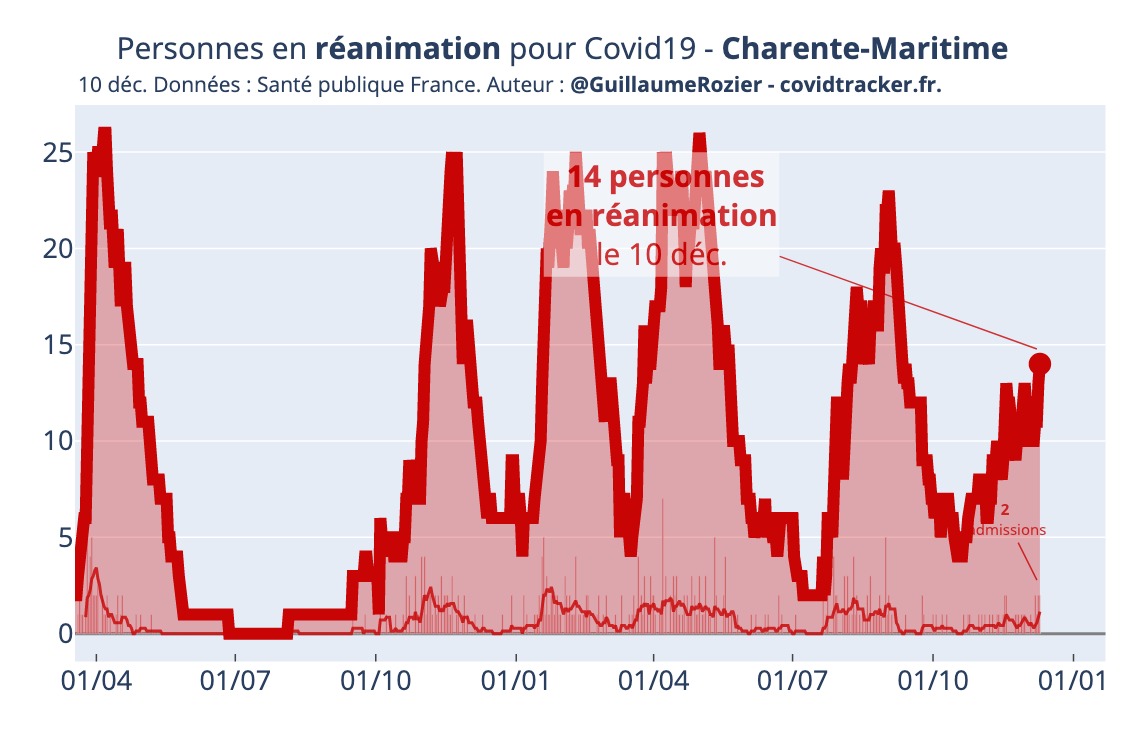 Personnes en réanimation pour Covid19 - Charente-Maritime
10 déc. Données : Santé publique France. Auteur : @GuillaumeRozier - covidtracker.fr.
25
20
15
10
5
0
14 personnes
en réanimation
le 10 déc.
2
admissions
01/04 01/07 01/10 01/01 01/04 01/07 01/10 01/01